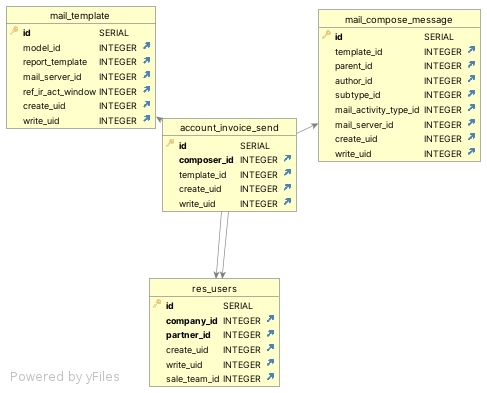 mail_template
id SERIAL
model_id INTEGER
report_template INTEGER
mail_server_id INTEGER
ref_ir_act_window INTEGER
create_uid INTEGER
write_uid INTEGER
mail_compose_message
id SERIAL
template_id INTEGER
parent_id INTEGER
author_id INTEGER
subtype_id INTEGER
mail_activity_type_id INTEGER
mail_server_id INTEGER
create_uid INTEGER
write_uid INTEGER
account_invoice_send
id SERIAL
composer_id INTEGER
template_id INTEGER
create_uid INTEGER
write_uid INTEGER
res_users
id SERIAL
company_id INTEGER
partner_id INTEGER
create_uid INTEGER
write_uid INTEGER
sale_team_id INTEGER
Powered by yFiles